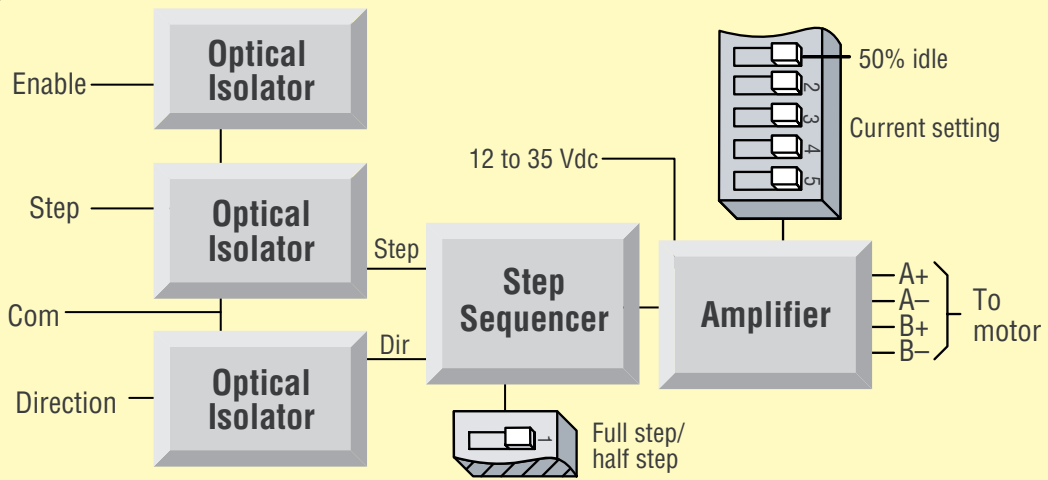 Enable
Optical
Isolator
Step
Optical
Isolator
Com
Direction
Optical
Isolator
Step
Dir
Step
Sequencer
1
Full step/
half step
12 to 35 Vdc
Amplifier
50% idle
2
3
4
5
Current setting
A+
A–
B+
B–
To
motor